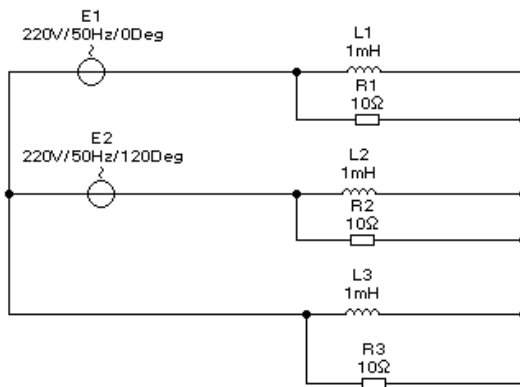 E1
220V/50Hz/0Deg
L1
1mH
R1
10Ω
E2
220V/50Hz/120Deg
L2
1mH
R2
10Ω
L3
1mH
R3
10Ω